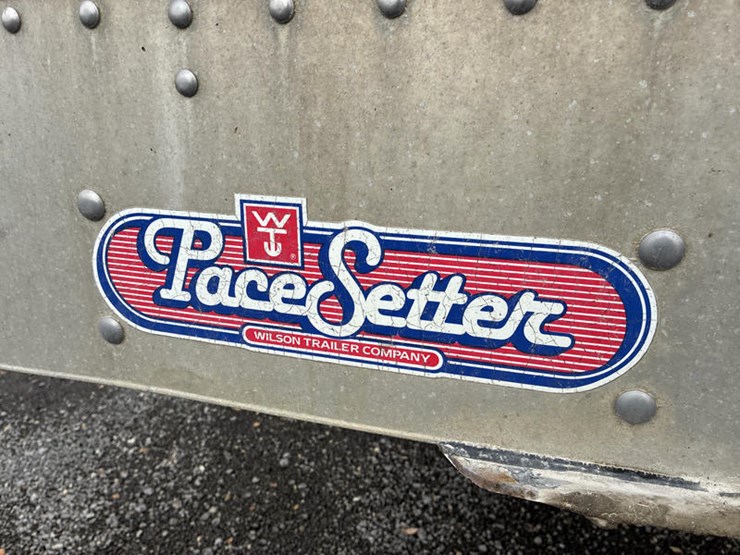 WT
®
PaceSetter
WILSON TRAILER COMPANY